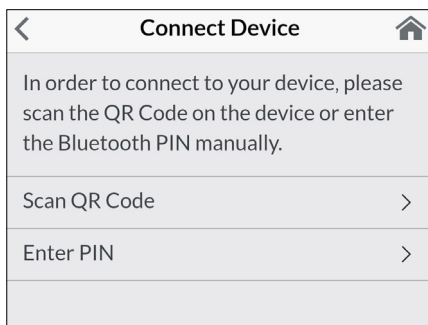 Connect Device
In order to connect to your device, please
scan the QR Code on the device or enter
the Bluetooth PIN manually.
Scan QR Code
Enter PIN